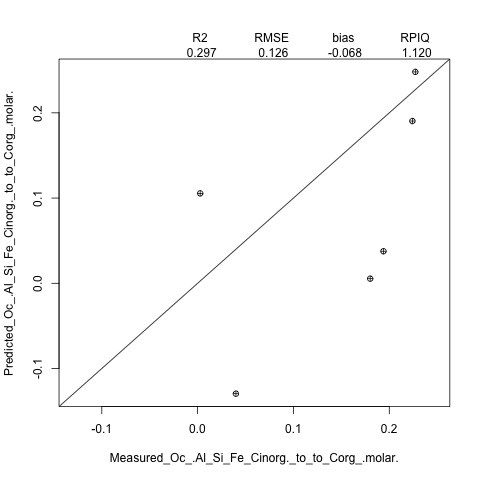 R2 RMSE bias RPIQ
0.297 0.126 -0.068 1.120
Predicted_Oc_.Al_Si_Fe_Cinorg._to_to_Corg_.molar.
0.2
0.1
0.0
-0.1
-0.1 0.0 0.1 0.2
Measured_Oc_.Al_Si_Fe_Cinorg._to_to_Corg_.molar.